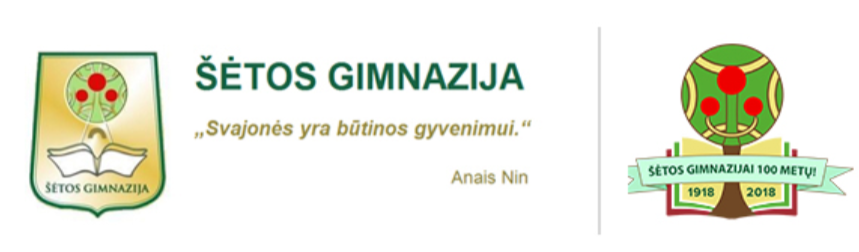 ŠĖTOS GIMNAZIJA
ŠĖTOS GIMNAZIJA
„Svajonės yra būtinos gyvenimui.“
Anais Nin
ŠĖTOS GIMNAZIJAI 100 METŲ!
1918 2018